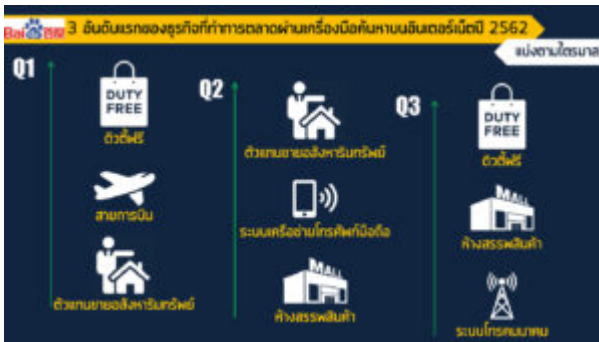 Bai百度 3 อันดับแรกของธุรกิจที่ทำการตลาดผ่านเครื่องมือค้นหาบนอินเตอร์เน็ตปี 2562
แบ่งตามไตรมาส
Q1
DUTY
FREE
ดิวตี้ฟรี
สายการบิน
ตัวแทนขายอสังหาริมทรัพย์
Q2
ตัวแทนขายอสังหาริมทรัพย์
ระบบเครือข่ายโทรศัพท์มือถือ
MALL
ห้างสรรพสินค้า
Q3
DUTY
FREE
ดิวตี้ฟรี
MALL
ห้างสรรพสินค้า
ระบบโทรคมนาคม